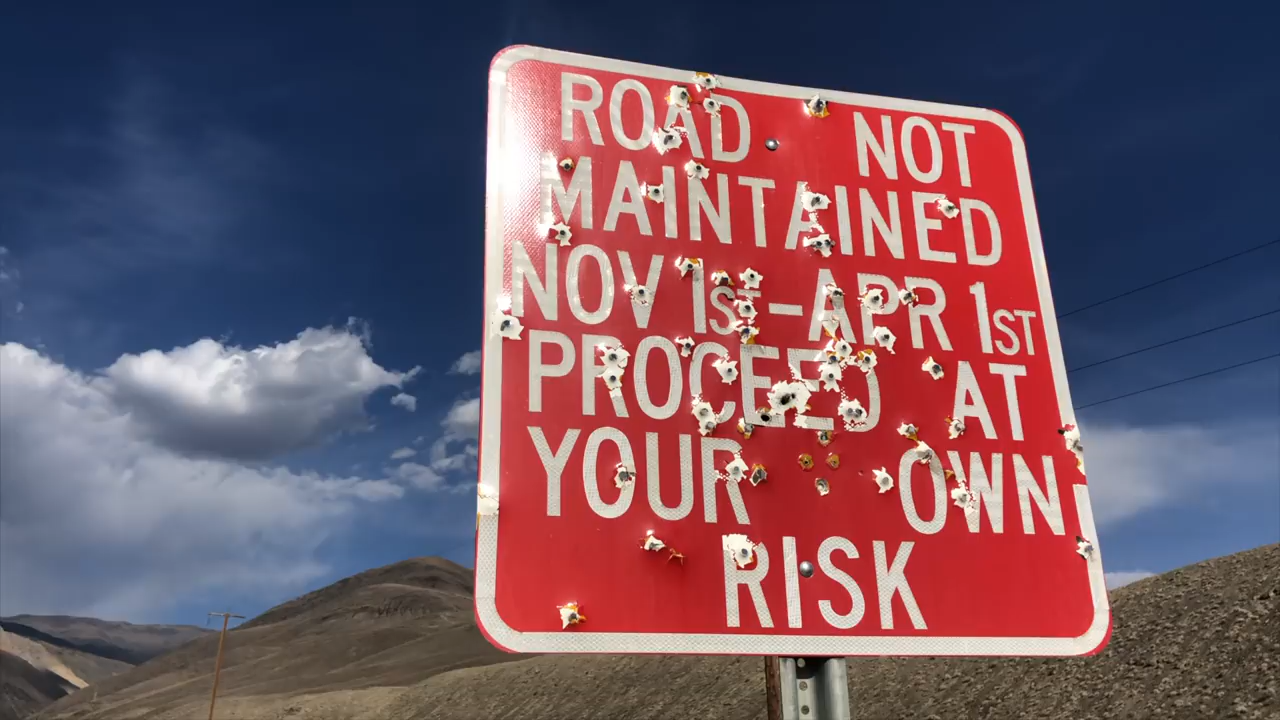 ROAD NOT
MAINTAINED
NOV 1ST-APR 1ST
PROCEED AT
YOUR OWN
RISK